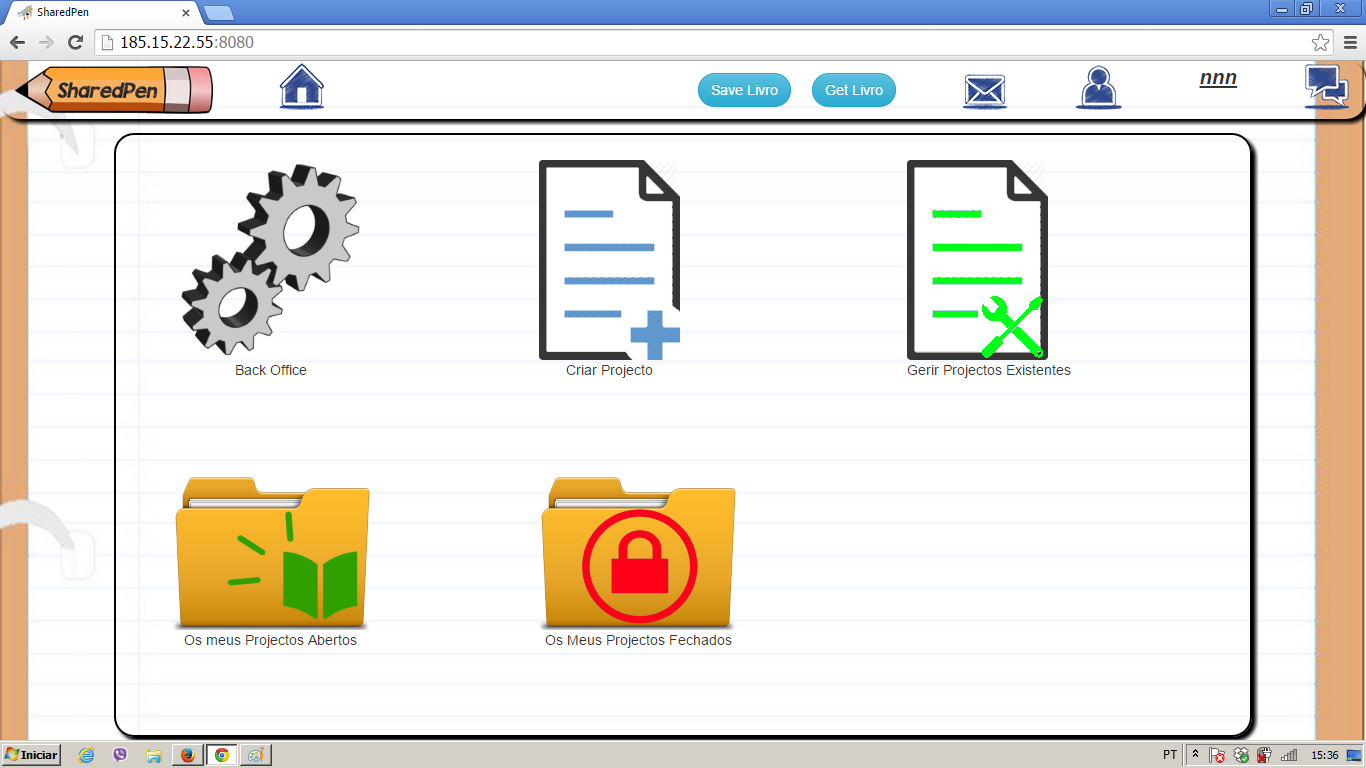 SharedPen
185.15.22.55:8080
SharedPen
Save Livro
Get Livro
nnn
Back Office
Criar Projecto
Gerir Projectos Existentes
Os meus Projectos Abertos
Os Meus Projectos Fechados
Iniciar
PT
15:36